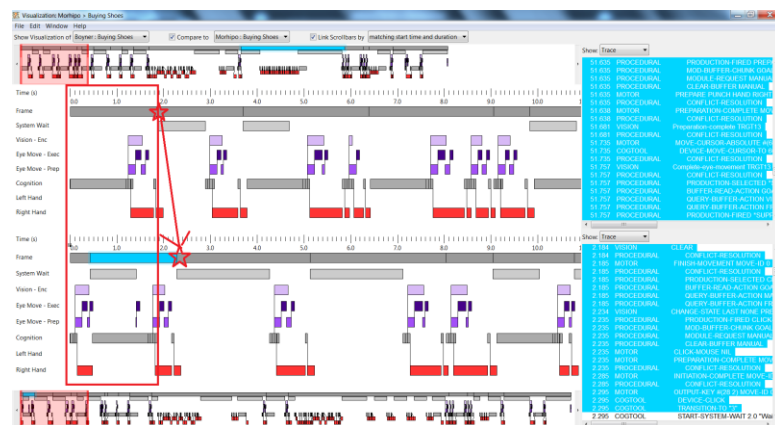 Visualization: Morhipo + Buying Shoes
File Edit Window Help
Show Visualization of Boyner : Buying Shoes Compare to Morhipo : Buying Shoes Link Scrollbars by matching start time and duration
Show Trace
Time (s) 0.0 1.0 2.0 3.0 4.0 5.0 6.0 7.0 8.0 9.0 10.0
Frame
System Wait
Vision - Enc
Eye Move - Exec
Eye Move - Prep
Cognition
Left Hand
Right Hand
51.635 PROCEDURAL PRODUCTION-FIRED
51.635 PROCEDURAL MOD-BUFFER-CHUNK GOAL
51.635 PROCEDURAL MODULE-REQUEST MANUAL
51.635 PROCEDURAL CLEAR-BUFFER MANUAL
51.635 MOTOR PREPARE PUNCH HAND RIGHT
51.635 PROCEDURAL CONFLICT-RESOLUTION
51.638 MOTOR
51.638 PROCEDURAL CONFLICT-RESOLUTION
51.681 VISION Preparation-complete TRGT13
51.681 PROCEDURAL CONFLICT-RESOLUTION
51.735 MOTOR MOVE-CURSOR-ABSOLUTE
51.735 COGTOOL DEVICE-MOVE-CURSOR-TO
51.735 PROCEDURAL CONFLICT-RESOLUTION
51.757 VISION Complete-eye-movement TRGT13
51.757 PROCEDURAL CONFLICT-RESOLUTION
51.757 PROCEDURAL PRODUCTION-SELECTED
51.757 PROCEDURAL BUFFER-READ-ACTION
51.757 PROCEDURAL QUERY-BUFFER-ACTION
51.757 PROCEDURAL QUERY-BUFFER-ACTION
51.757 PROCEDURAL PRODUCTION-FIRED
Show Trace
Time (s) 0.0 1.0 2.0 3.0 4.0 5.0 6.0 7.0 8.0 9.0 10.0
Frame
System Wait
Vision - Enc
Eye Move - Exec
Eye Move - Prep
Cognition
Left Hand
Right Hand
2.184 VISION CLEAR
2.184 PROCEDURAL CONFLICT-RESOLUTION
2.185 MOTOR FINISH-MOVEMENT
2.185 PROCEDURAL CONFLICT-RESOLUTION
2.185 PROCEDURAL PRODUCTION-SELECTED
2.185 PROCEDURAL BUFFER-READ-ACTION
2.185 PROCEDURAL QUERY-BUFFER-ACTION
2.185 PROCEDURAL QUERY-BUFFER-ACTION
2.234 VISION CHANGE-STATE LAST NONE
2.235 PROCEDURAL PRODUCTION-FIRED CLICK
2.235 PROCEDURAL MOD-BUFFER-CHUNK GOAL
2.235 PROCEDURAL MODULE-REQUEST MANUAL
2.235 PROCEDURAL CLEAR-BUFFER MANUAL
2.235 MOTOR CLICK-MOUSE NIL
2.235 MOTOR PREPARATION-COMPLETE
2.235 PROCEDURAL CONFLICT-RESOLUTION
2.285 MOTOR INITIATION-COMPLETE
2.285 PROCEDURAL CONFLICT-RESOLUTION
2.295 MOTOR OUTPUT-KEY #(28 2)
2.295 COGTOOL DEVICE-CLICK
2.295 COGTOOL TRANSITION-TO "3"
2.295 COGTOOL START-SYSTEM-WAIT 2.0